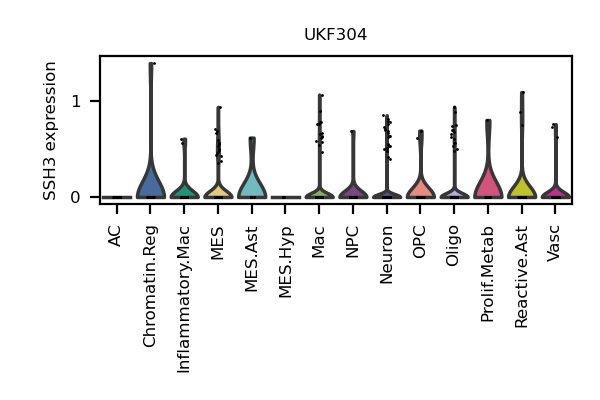 UKF304
SSH3 expression
1
0
AC
Chromatin.Reg
Inflammatory.Mac
MES
MES.Ast
MES.Hyp
Mac
NPC
Neuron
OPC
Oligo
Prolif.Metab
Reactive.Ast
Vasc